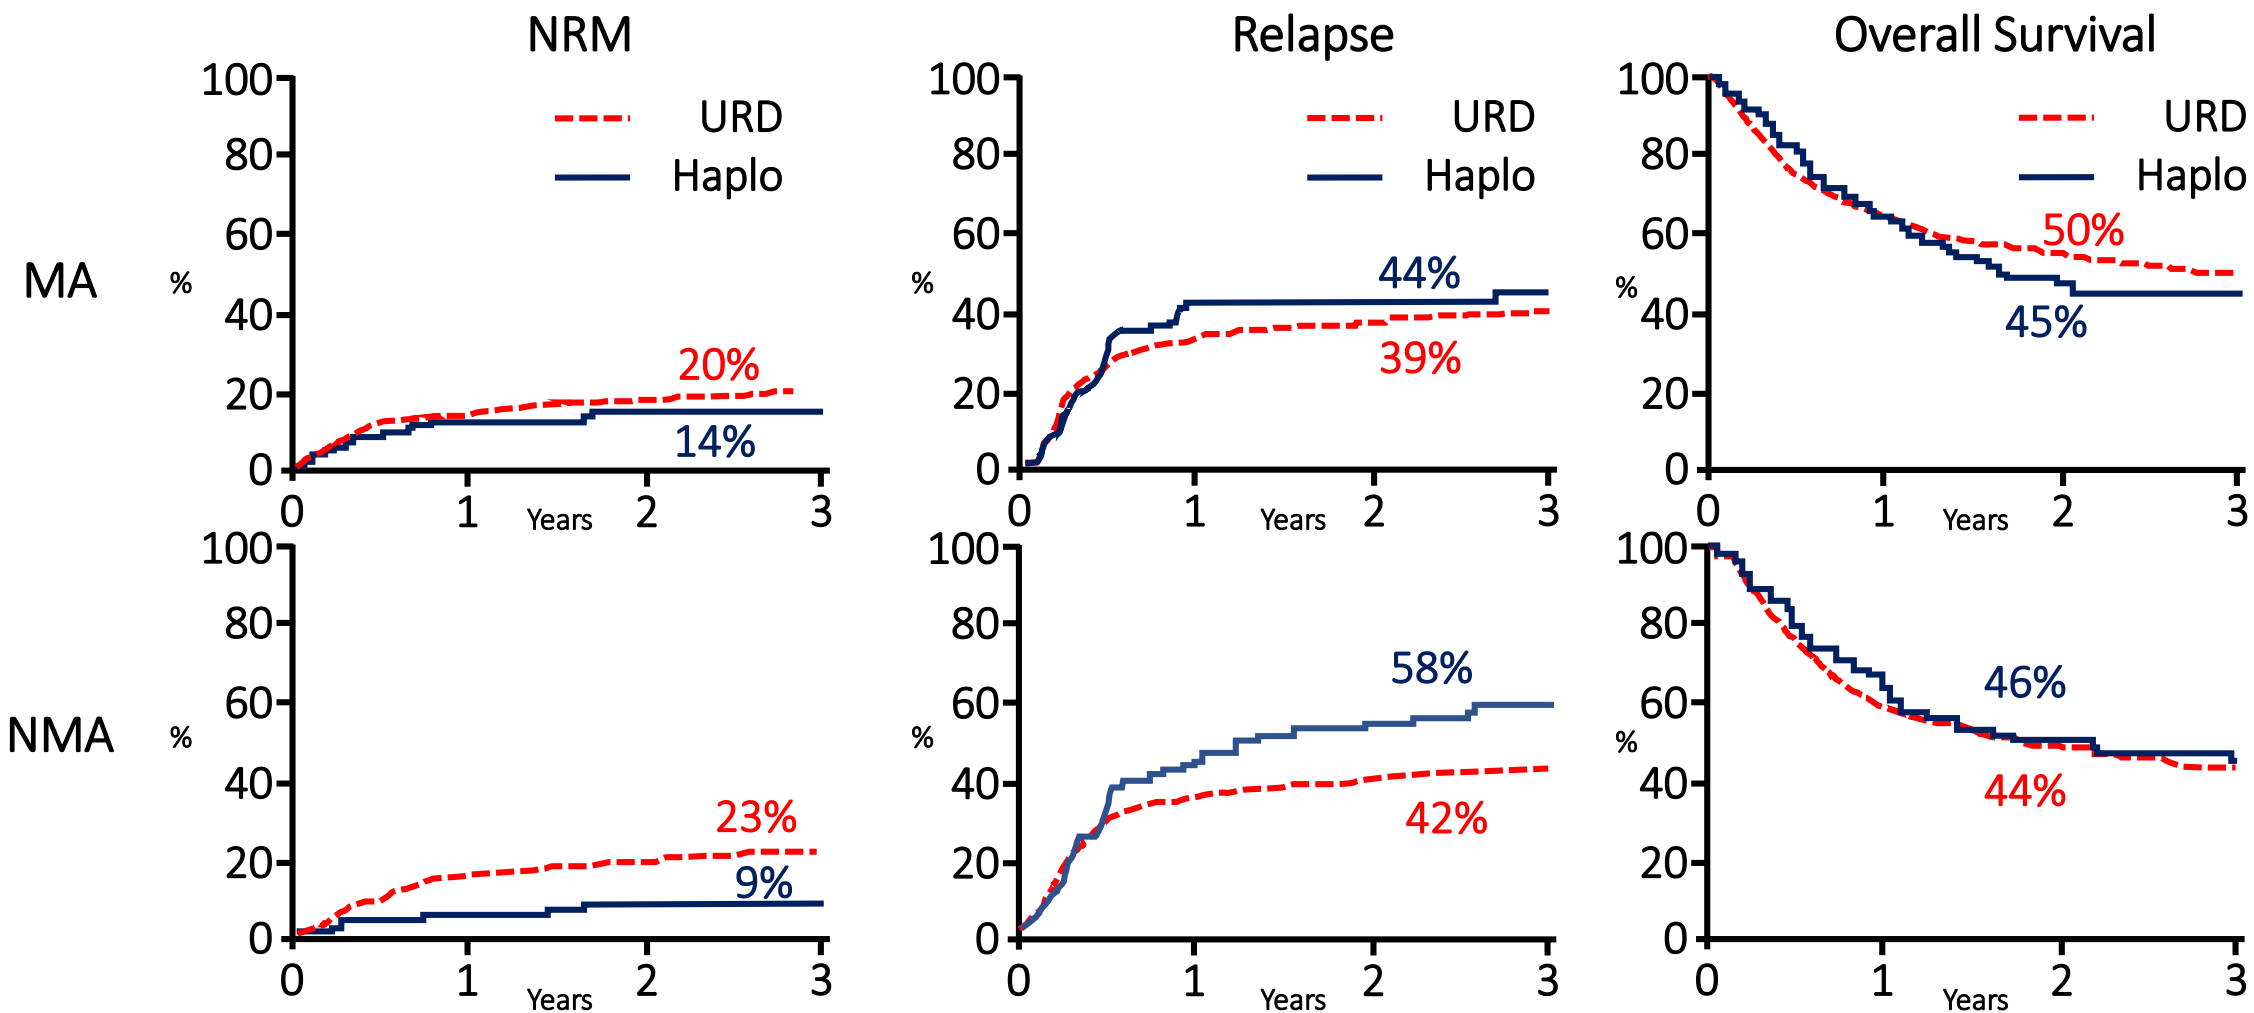 NRM Relapse Overall Survival
100 100 100
URD URD URD
80 80 80
Haplo Haplo Haplo
60 60 60
50%
MA % 44% % %
40 40 40
45%
20% 39%
20 20 20
14%
0 0 0
0 1 Years 2 3 0 1 Years 2 3 0 1 Years 2 3
100 100 100
80 80 80
58% 46%
60 60 60
NMA % % %
40 40 40
23% 42% 44%
20 20 20
9%
0 0 0
0 1 Years 2 3 0 1 Years 2 3 0 1 Years 2 3